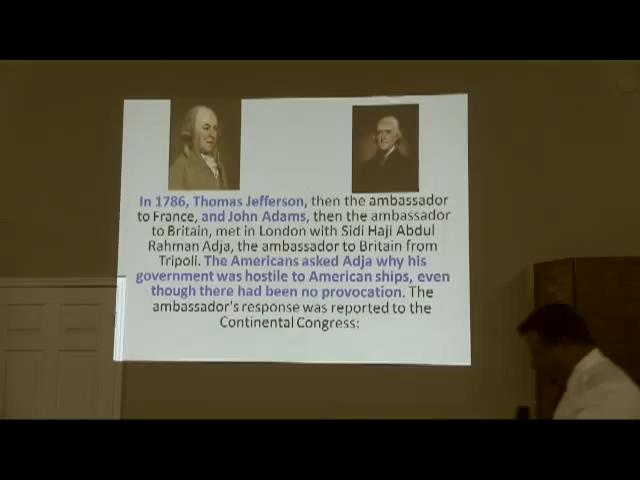 In 1786, Thomas Jefferson, then the ambassador
to France, and John Adams, then the ambassador
to Britain, met in London with Sidi Haji Abdul
Rahman Adja, the ambassador to Britain from
Tripoli. The Americans asked Adja why his
government was hostile to American ships, even
though there had been no provocation. The
ambassador's response was reported to the
Continental Congress: